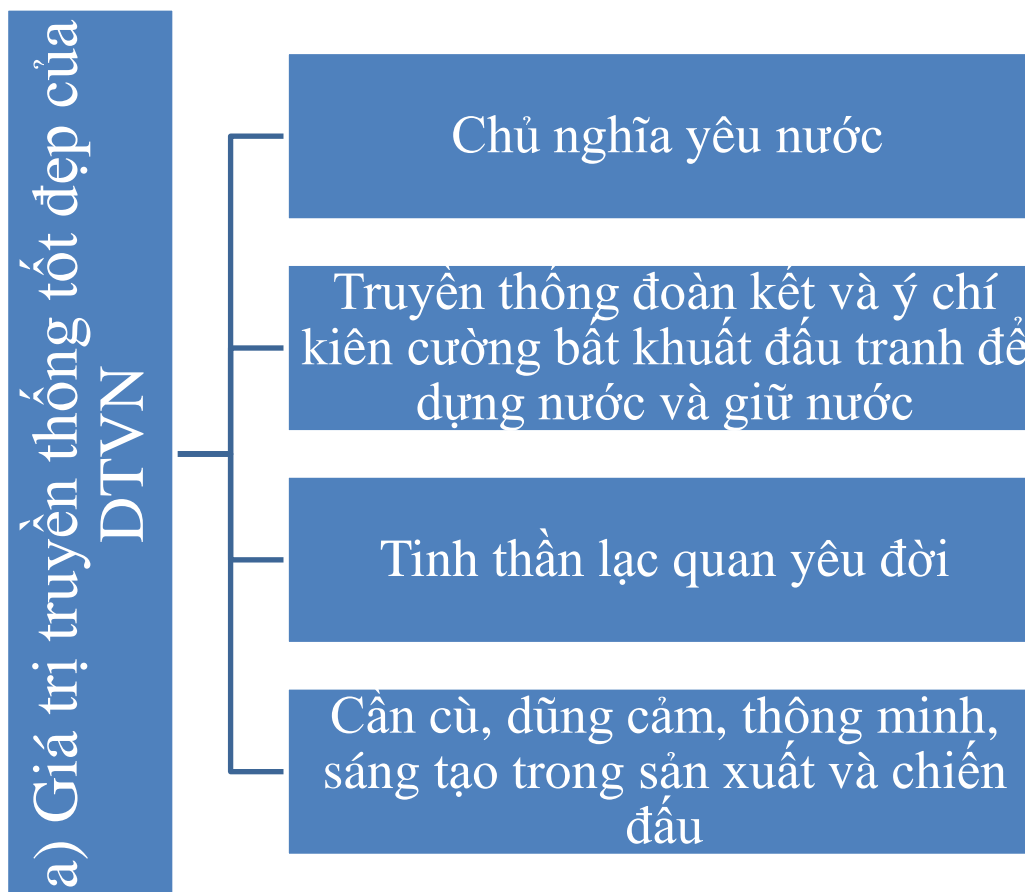 a) Giá trị truyền thống tốt đẹp của
DTVN
Chủ nghĩa yêu nước
Truyền thống đoàn kết và ý chí
kiên cường bất khuất đấu tranh để
dựng nước và giữ nước
Tinh thần lạc quan yêu đời
Cần cù, dũng cảm, thông minh,
sáng tạo trong sản xuất và chiến
đấu